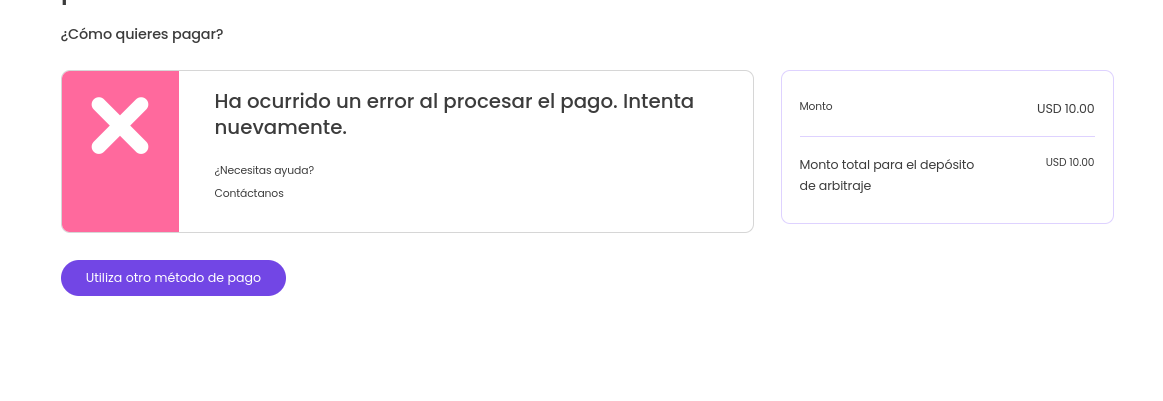 ¿Cómo quieres pagar?
Ha ocurrido un error al procesar el pago. Intenta
nuevamente.
¿Necesitas ayuda?
Contáctanos
Utiliza otro método de pago
Monto
USD 10.00
Monto total para el depósito
de arbitraje
USD 10.00